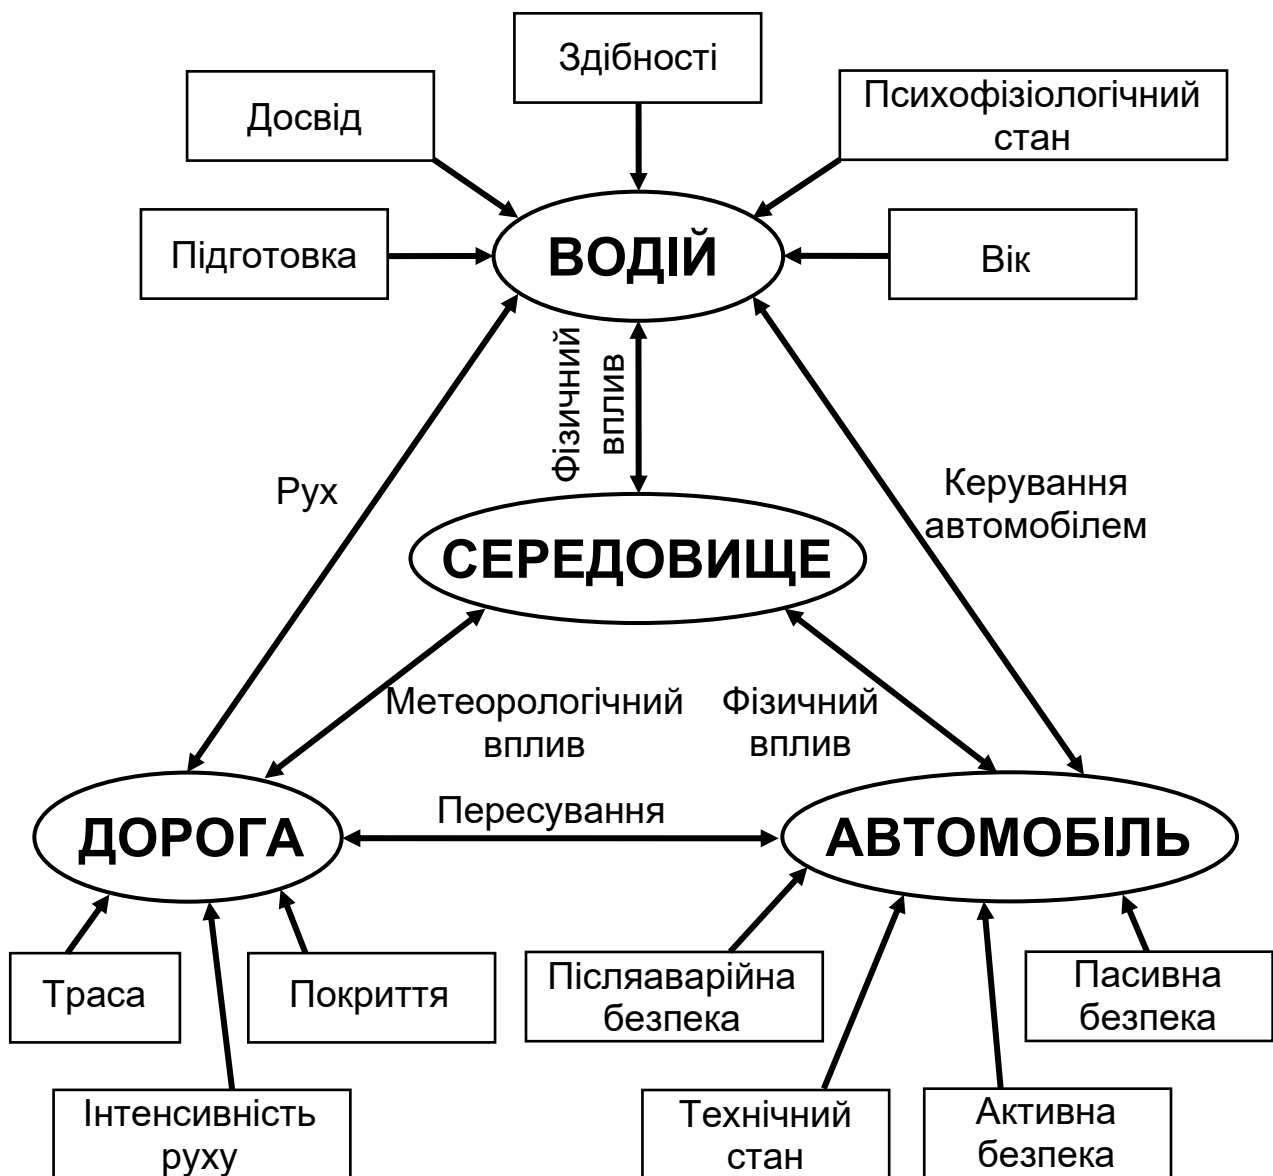 Здібності
Досвід
Психофізіологічний
стан
Підготовка
ВОДІЙ
Вік
Фізичний
вплив
Рух
Керування
автомобілем
СЕРЕДОВИЩЕ
Метеорологічний
вплив
Фізичний
вплив
Пересування
ДОРОГА
АВТОМОБІЛЬ
Траса
Покриття
Післяаварійна
безпека
Пасивна
безпека
Інтенсивність
руху
Технічний
стан
Активна
безпека